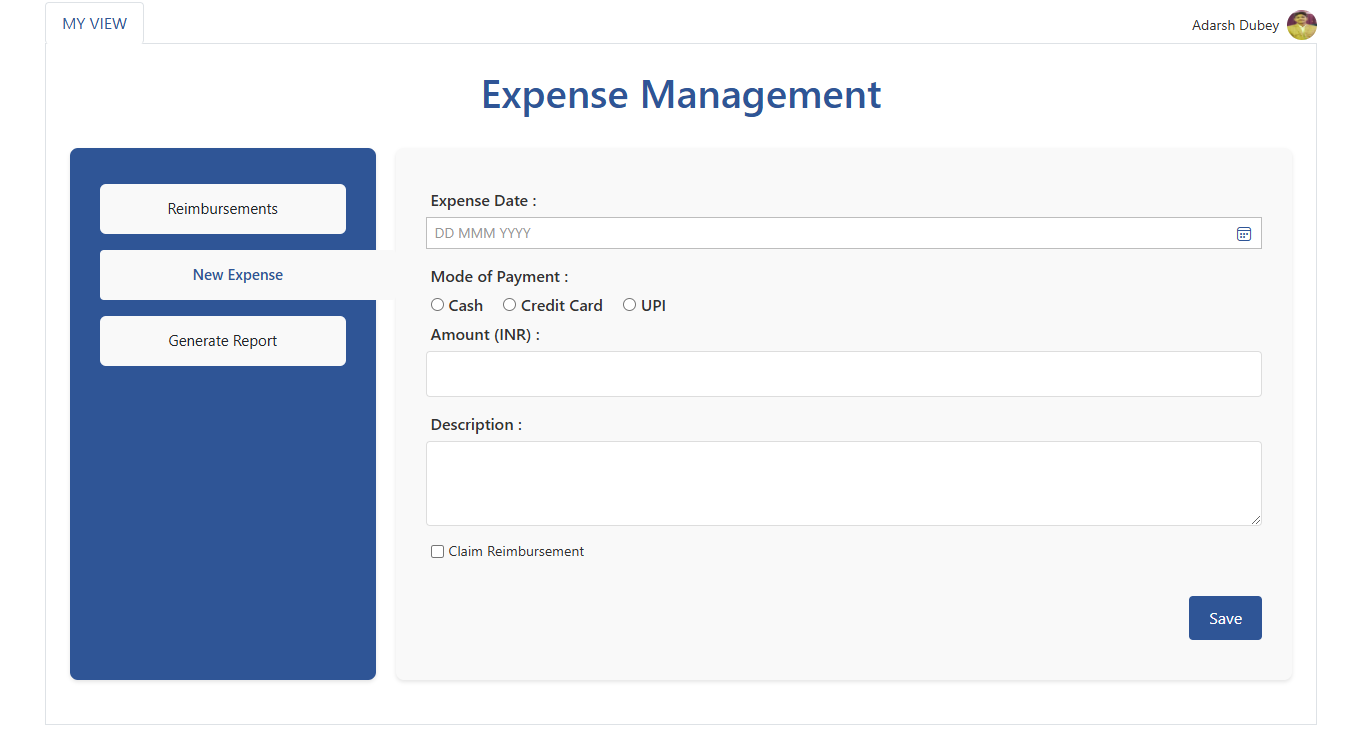 MY VIEW
Adarsh Dubey
Expense Management
Reimbursements
New Expense
Generate Report
Expense Date :
DD MMM YYYY
Mode of Payment :
Cash Credit Card UPI
Amount (INR) :
Description :
Claim Reimbursement
Save